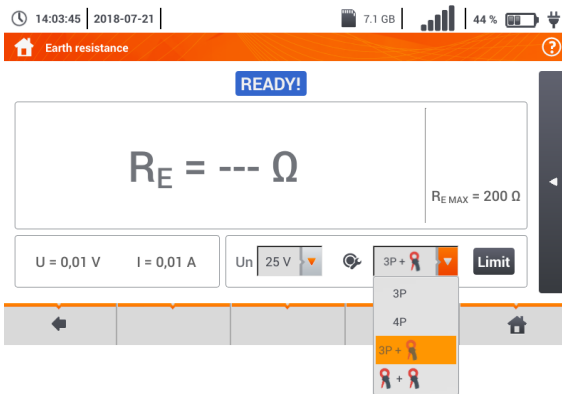 14:03:45 2018-07-21 7.1 GB 44 %
Earth resistance ?
READY!
RE = --- Ω
RE MAX = 200 Ω
U = 0,01 V I = 0,01 A Un 25 V 3P + Limit
3P
4P
3P +
+